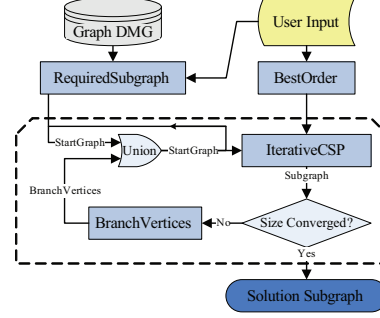 Graph DMG
User Input
RequiredSubgraph
BestOrder
StartGraph
Union
StartGraph
IterativeCSP
Subgraph
BranchVertices
BranchVertices
No
Size Converged?
Yes
Solution Subgraph